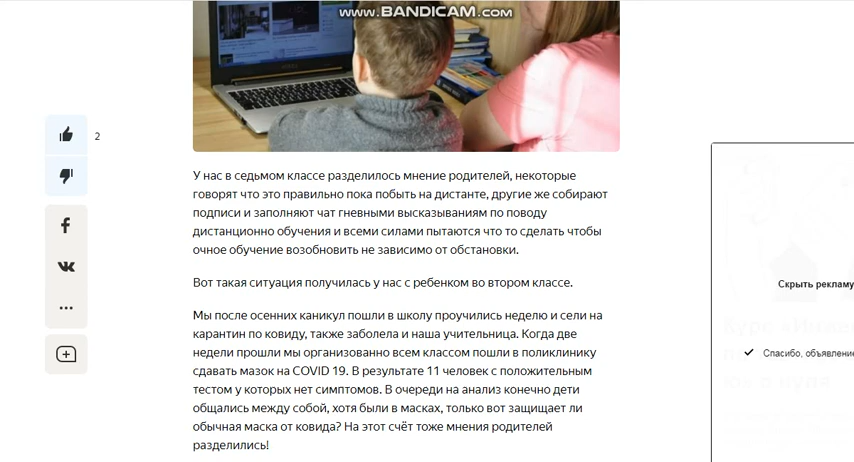 www.BANDICAM.com
2
У нас в седьмом классе разделилось мнение родителей, некоторые
говорят что это правильно пока побыть на дистанте, другие же собирают
подписи и заполняют чат гневными высказываниям по поводу
дистанционно обучения и всеми силами пытаются что то сделать чтобы
очное обучение возобновить не зависимо от обстановки.
Вот такая ситуация получилась у нас с ребенком во втором классе.
Мы после осенних каникул пошли в школу проучились неделю и сели на
карантин по ковиду, также заболела и наша учительница. Когда две
недели прошли мы организованно всем классом пошли в поликлинику
сдавать мазок на COVID 19. В результате 11 человек с положительным
тестом у которых нет симптомов. В очереди на анализ конечно дети
общались между собой, хотя были в масках, только вот защищает ли
обычная маска от ковида? На этот счёт тоже мнения родителей
разделились!
Скрыть рекламу
Спасибо, объявление